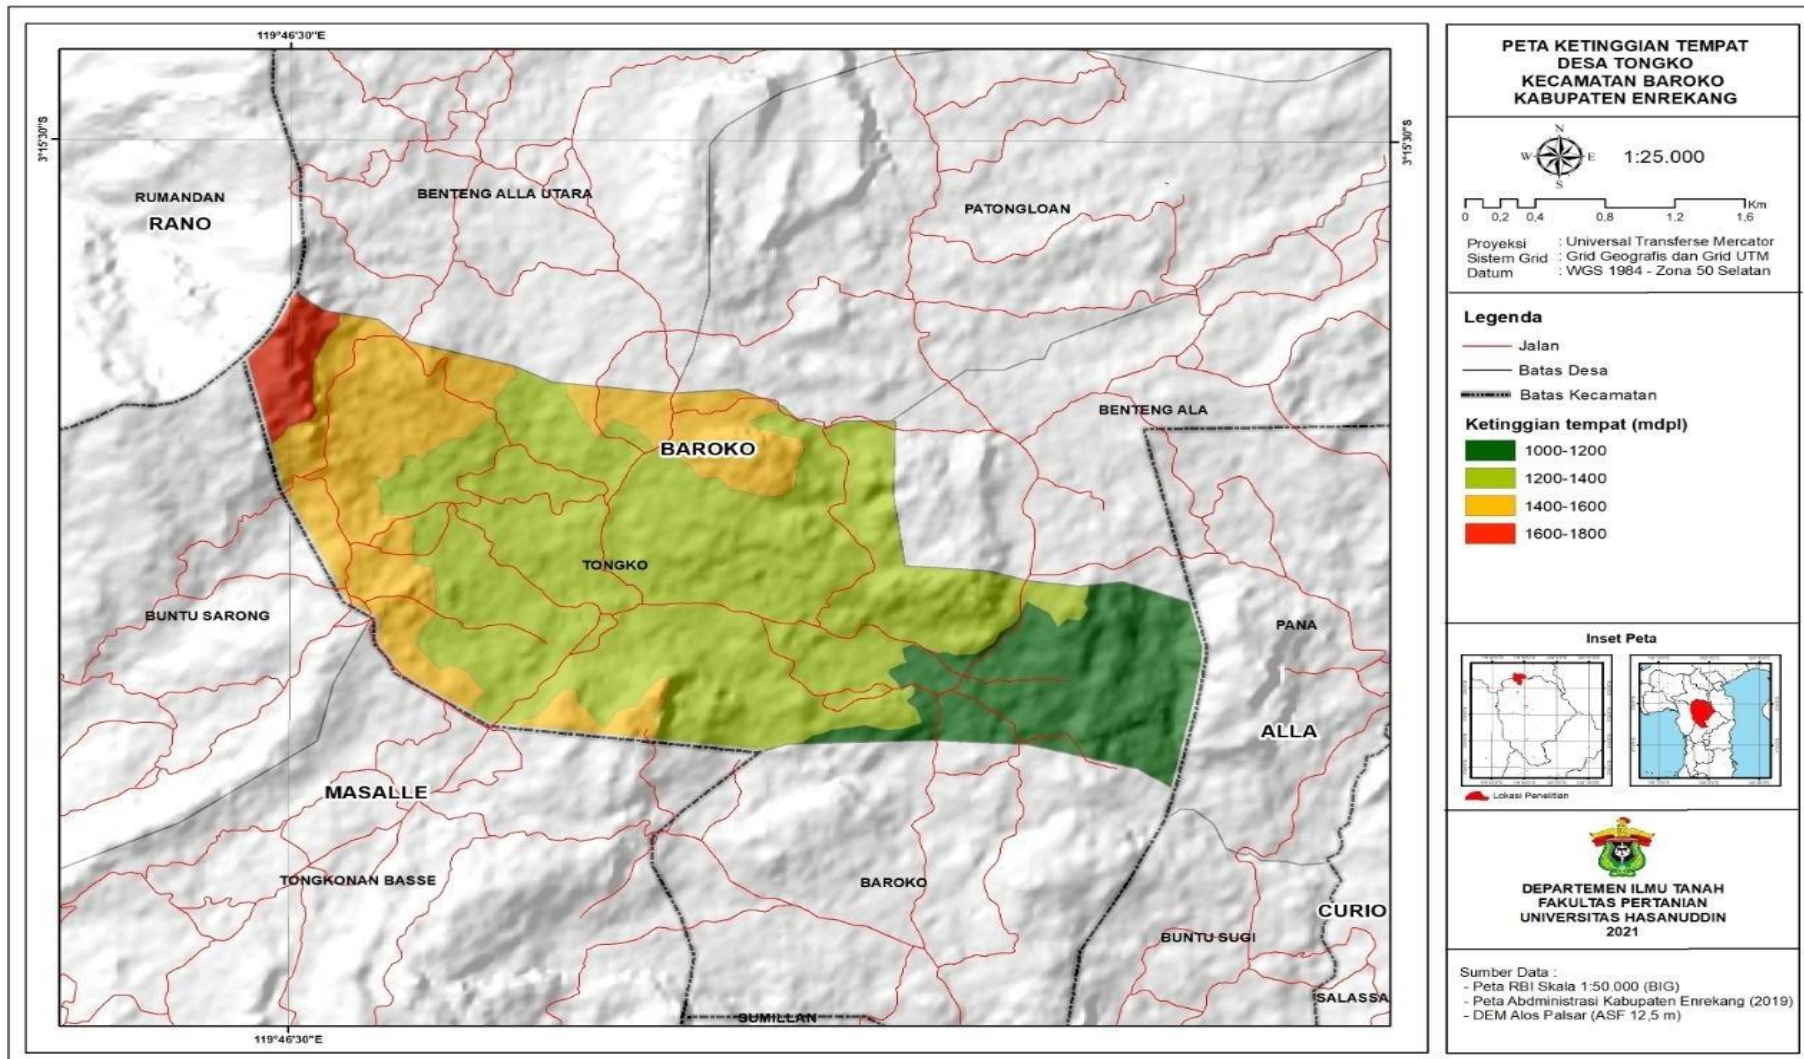 119°46'30"E
3°15'30"S
3°15'30"S
RUMANDAN
RANO
BENTENG ALLA UTARA
PATONGLOAN
BENTENG ALA
BAROKO
TONGKO
BUNTU SARONG
PANA
ALLA
MASALLE
TONGKONAN BASSE
BAROKO
CURIO
BUNTU SUGI
SALASSA
SUMILLAN
119°46'30"E
PETA KETINGGIAN TEMPAT
DESA TONGKO
KECAMATAN BAROKO
KABUPATEN ENREKANG
N
W E
S
1:25.000
0 0,2 0,4 0,8 1,2 1,6 Km
Proyeksi : Universal Transferse Mercator
Sistem Grid : Grid Geografis dan Grid UTM
Datum : WGS 1984 - Zona 50 Selatan
Legenda
Jalan
Batas Desa
Batas Kecamatan
Ketinggian tempat (mdpl)
1000-1200
1200-1400
1400-1600
1600-1800
Inset Peta
Lokasi Penelitian
DEPARTEMEN ILMU TANAH
FAKULTAS PERTANIAN
UNIVERSITAS HASANUDDIN
2021
Sumber Data :
- Peta RBI Skala 1:50.000 (BIG)
- Peta Abdministrasi Kabupaten Enrekang (2019)
- DEM Alos Palsar (ASF 12,5 m)